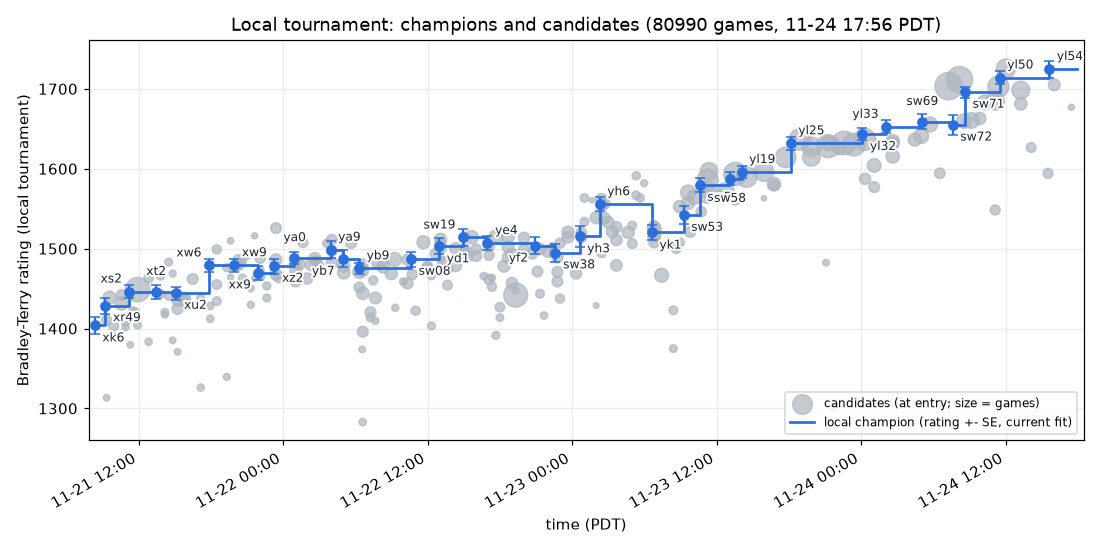 Local tournament: champions and candidates (80990 games, 11-24 17:56 PDT)
Bradley-Terry rating (local tournament)
1700
1600
1500
1400
1300
xk6
xs2
xr49
xt2
xu2
xw6
xx9
xw9
xz2
ya0
yb7
ya9
yb9
sw08
sw19
yd1
ye4
yf2
sw38
yh3
yh6
yk1
sw53
sw58
yl19
yl25
yl32
yl33
sw69
sw72
sw71
yl50
yl54
candidates (at entry; size = games)
local champion (rating +- SE, current fit)
11-21 12:00
11-22 00:00
11-22 12:00
11-23 00:00
11-23 12:00
11-24 00:00
11-24 12:00
time (PDT)